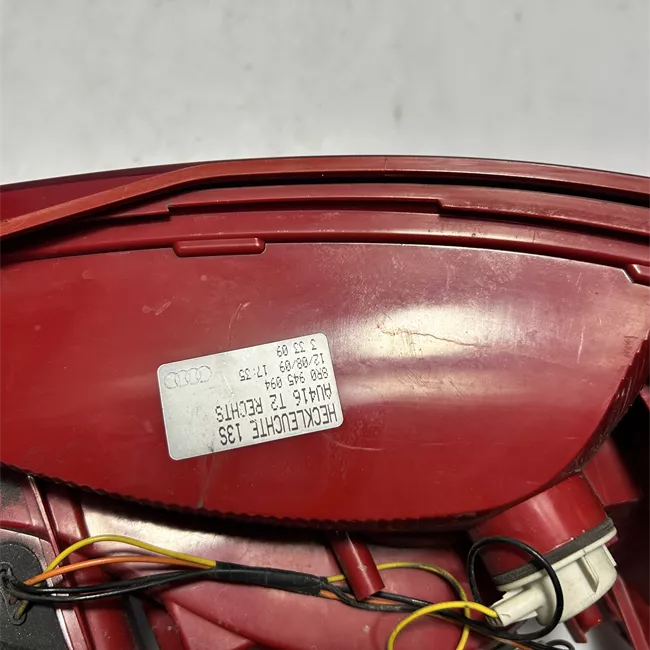 HECKLEUCHTE 13S
AU416 T2 RECHTS
8R0 945 094
12/08/09 17:35
3 33 09